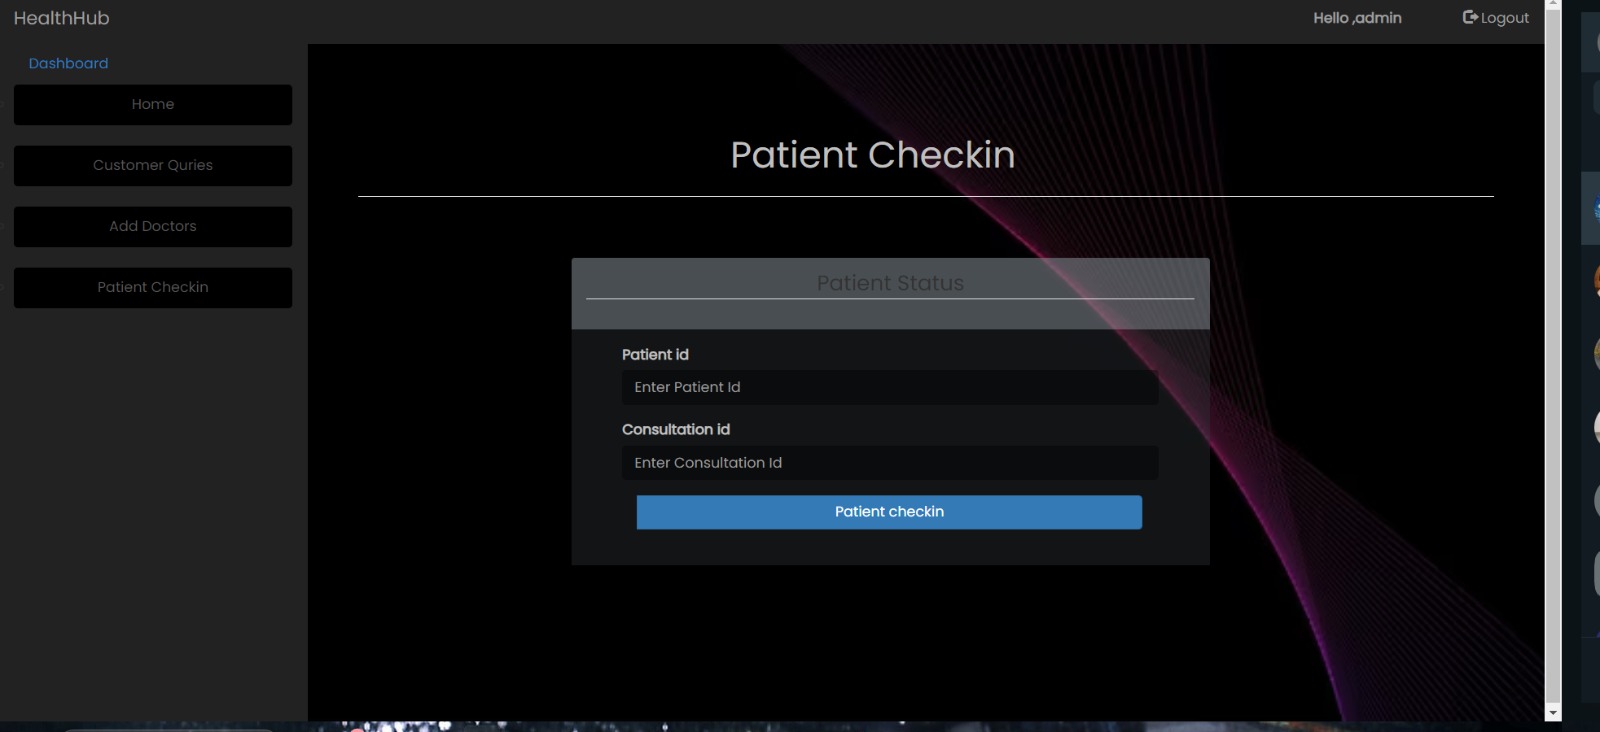 HealthHub
Hello ,admin
Logout
Dashboard
Home
Customer Quries
Add Doctors
Patient Checkin
Patient Checkin
Patient Status
Patient id
Enter Patient Id
Consultation id
Enter Consultation Id
Patient checkin